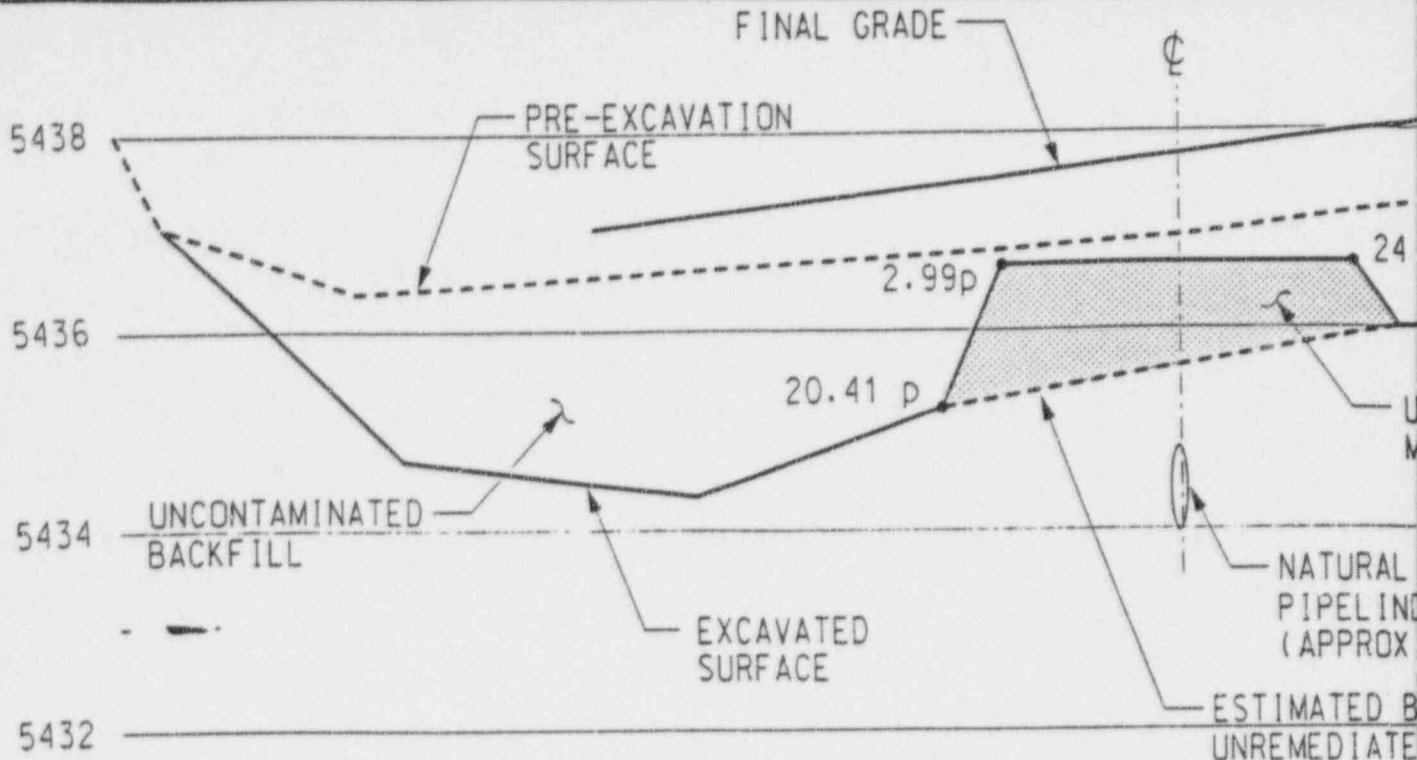 FINAL GRADE
℄
5438
PRE-EXCAVATION
SURFACE
2.99p
24
5436
20.41 p
U
M
UNCONTAMINATED
BACKFILL
5434
NATURAL
PIPELIN
(APPROX
EXCAVATED
SURFACE
ESTIMATED B
UNREMEDIATE
5432